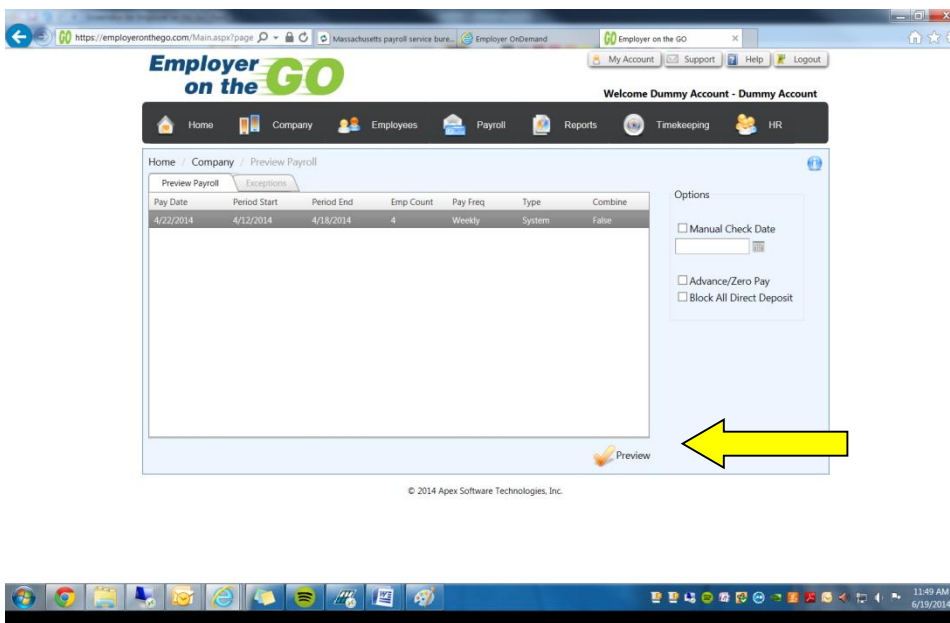 https://employeronthego.com/Main.aspx?page
Massachusetts payroll service bure...
Employer OnDemand
GO Employer on the GO
Employer on the GO
My Account Support Help Logout
Welcome Dummy Account - Dummy Account
Home Company Employees Payroll Reports Timekeeping HR
Home / Company / Preview Payroll
Preview Payroll Exceptions
Pay Date Period Start Period End Emp Count Pay Freq Type Combine
4/22/2014 4/12/2014 4/18/2014 4 Weekly System False
Options
Manual Check Date
Advance/Zero Pay
Block All Direct Deposit
Preview
© 2014 Apex Software Technologies, Inc.
11:49 AM
6/19/2014